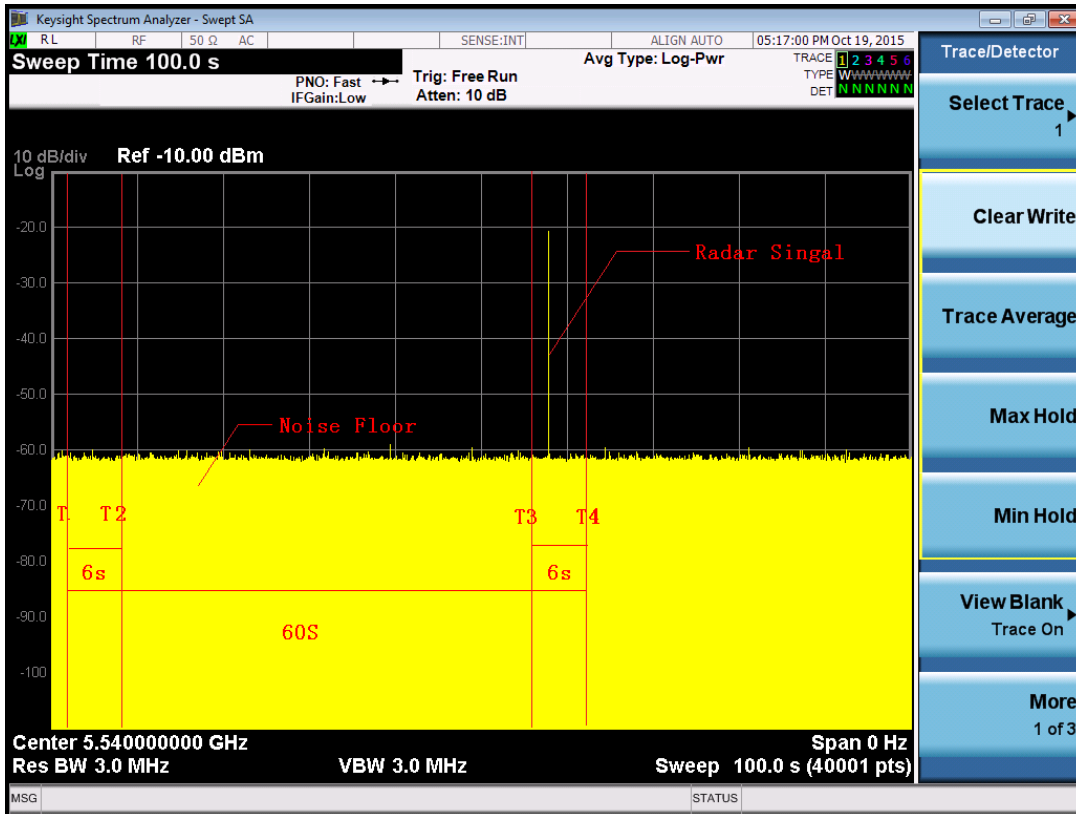 Keysight Spectrum Analyzer - Swept SA
LXI RL RF 50 Ω AC SENSE:INT ALIGN AUTO 05:17:00 PM Oct 19, 2015
Sweep Time 100.0 s
PNO: Fast
IFGain:Low
Trig: Free Run
Atten: 10 dB
Avg Type: Log-Pwr
TRACE 1 2 3 4 5 6
TYPE WWWWWW
DET N N N N N N
10 dB/div Ref -10.00 dBm
Log
-20.0
-30.0
-40.0
-50.0
-60.0
-70.0
-80.0
-90.0
-100
Radar Singal
Noise Floor
T. T2 T3 T4
6s 6s
60S
Center 5.540000000 GHz Span 0 Hz
Res BW 3.0 MHz VBW 3.0 MHz Sweep 100.0 s (40001 pts)
MSG STATUS
Trace/Detector
Select Trace
1
Clear Write
Trace Average
Max Hold
Min Hold
View Blank
Trace On
More
1 of 3